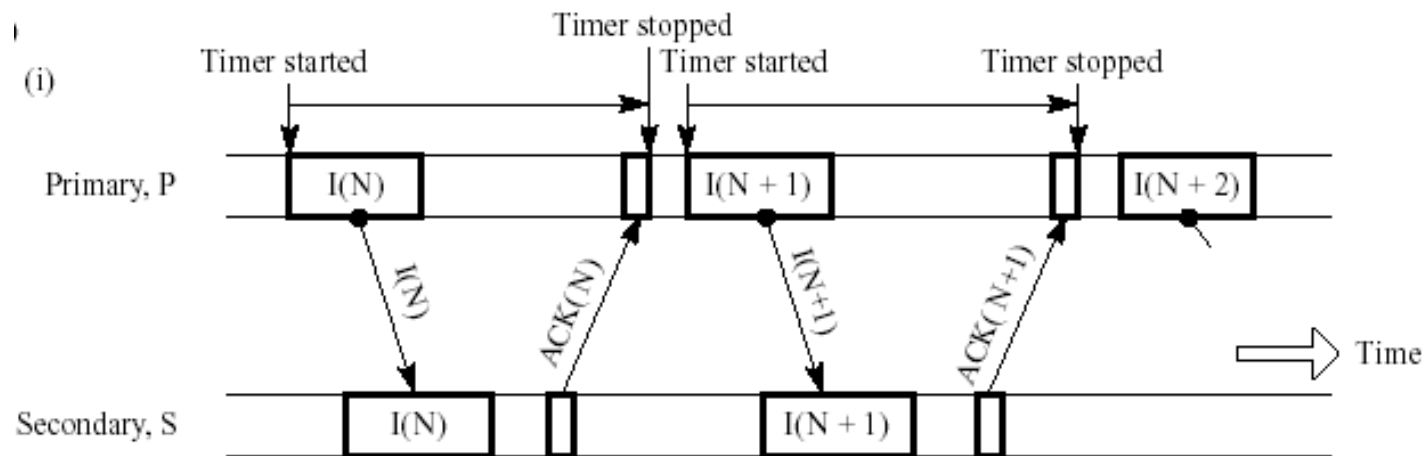 )
Timer stopped
Timer started
Timer started
Timer stopped
(i)
Primary, P
I(N)
I(N + 1)
I(N + 2)
I(N)
ACK(N)
I(N+1)
ACK(N+1)
Time
Secondary, S
I(N)
I(N + 1)